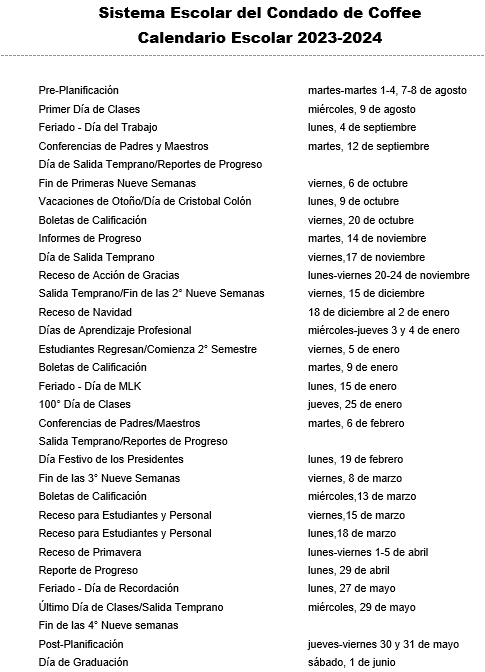 Sistema Escolar del Condado de Coffee
Calendario Escolar 2023-2024
Pre-Planificación martes-martes 1-4, 7-8 de agosto
Primer Día de Clases miércoles, 9 de agosto
Feriado - Día del Trabajo lunes, 4 de septiembre
Conferencias de Padres y Maestros martes, 12 de septiembre
Día de Salida Temprano/Reportes de Progreso
Fin de Primeras Nueve Semanas viernes, 6 de octubre
Vacaciones de Otoño/Día de Cristobal Colón lunes, 9 de octubre
Boletas de Calificación viernes, 20 de octubre
Informes de Progreso martes, 14 de noviembre
Día de Salida Temprano viernes,17 de noviembre
Receso de Acción de Gracias lunes-viernes 20-24 de noviembre
Salida Temprano/Fin de las 2° Nueve Semanas viernes, 15 de diciembre
Receso de Navidad 18 de diciembre al 2 de enero
Días de Aprendizaje Profesional miércoles-jueves 3 y 4 de enero
Estudiantes Regresan/Comienza 2° Semestre viernes, 5 de enero
Boletas de Calificación martes, 9 de enero
Feriado - Día de MLK lunes, 15 de enero
100° Día de Clases jueves, 25 de enero
Conferencias de Padres/Maestros martes, 6 de febrero
Salida Temprano/Reportes de Progreso
Día Festivo de los Presidentes lunes, 19 de febrero
Fin de las 3° Nueve Semanas viernes, 8 de marzo
Boletas de Calificación miércoles,13 de marzo
Receso para Estudiantes y Personal viernes,15 de marzo
Receso para Estudiantes y Personal lunes,18 de marzo
Receso de Primavera lunes-viernes 1-5 de abril
Reporte de Progreso lunes, 29 de abril
Feriado - Día de Recordación lunes, 27 de mayo
Último Día de Clases/Salida Temprano miércoles, 29 de mayo
Fin de las 4° Nueve semanas
Post-Planificación jueves-viernes 30 y 31 de mayo
Día de Graduación sábado, 1 de junio